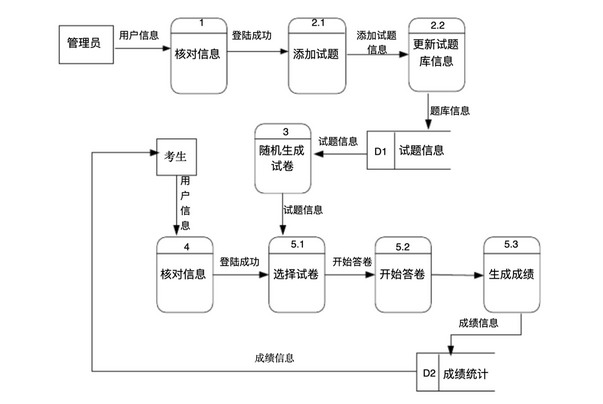 管理员
用户信息
1
核对信息
登陆成功
2.1
添加试题
添加试题
信息
2.2
更新试题
库信息
题库信息
D1
试题信息
试题信息
3
随机生成
试卷
试题信息
考生
用
户
信
息
4
核对信息
登陆成功
5.1
选择试卷
开始答卷
5.2
开始答卷
5.3
生成成绩
成绩信息
D2
成绩统计
成绩信息